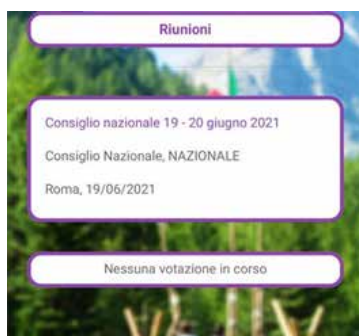 Riunioni
Consiglio nazionale 19 - 20 giugno 2021
Consiglio Nazionale, NAZIONALE
Roma, 19/06/2021
Nessuna votazione in corso